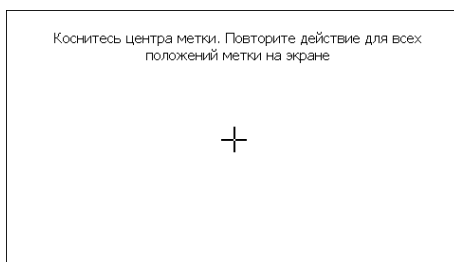 Коснитесь центра метки. Повторите действие для всех
положений метки на экране